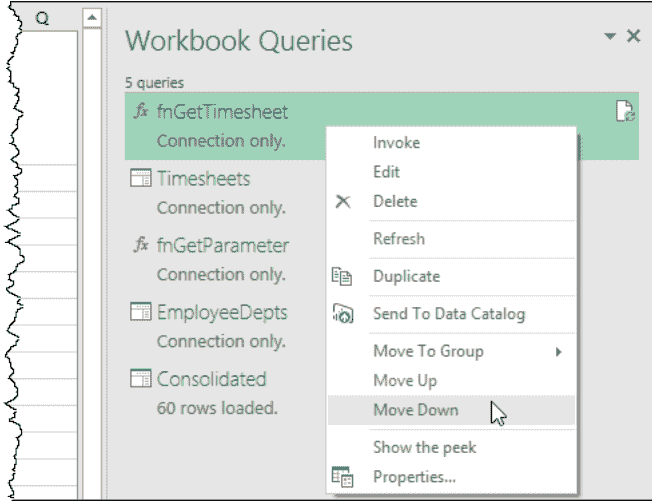 Q
Workbook Queries
5 queries
fx fnGetTimesheet
Connection only.
Timesheets
Connection only.
fx fnGetParameter
Connection only.
EmployeeDepts
Connection only.
Consolidated
60 rows loaded.
Invoke
Edit
Delete
Refresh
Duplicate
Send To Data Catalog
Move To Group
Move Up
Move Down
Show the peek
Properties...